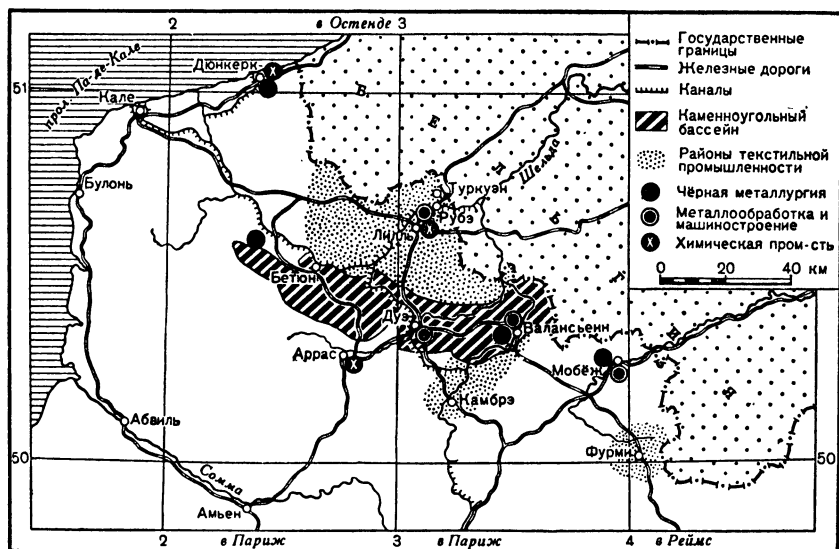 2
в Остенде 3
прол. Па-де-Кале
Дюнкерк
51
Кале
Булонь
Б Е Л Ь Г И Я
Шельда
Туркуэн
Рубэ
Лилль
Бетюн
Дуэ
Валансьенн
Аррас
Мобёж
Камбрэ
Абвиль
50
50
Сомма
Фурми
Амьен
2
в Париж
3
в Париж
4
в Реймс
Государственные
границы
Железные дороги
Каналы
Каменноугольный
бассейн
Районы текстильной
промышленности
Чёрная металлургия
Металлообработка и
машиностроение
Химическая пром-сть
0 20 40
км